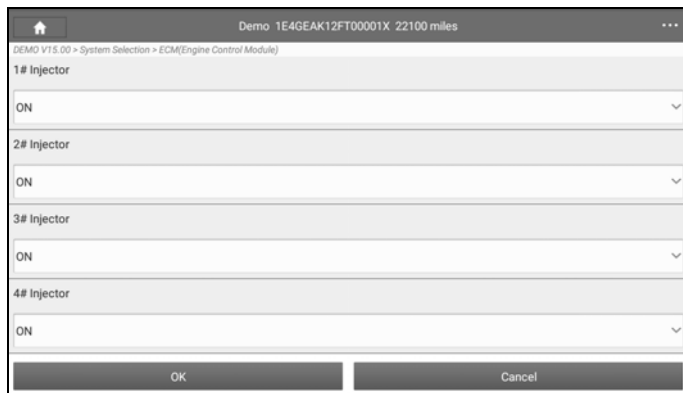 Demo 1E4GEAK12FT00001X 22100 miles
DEMO V15.00 > System Selection > ECM(Engine Control Module)
1# Injector
ON
2# Injector
ON
3# Injector
ON
4# Injector
ON
OK Cancel